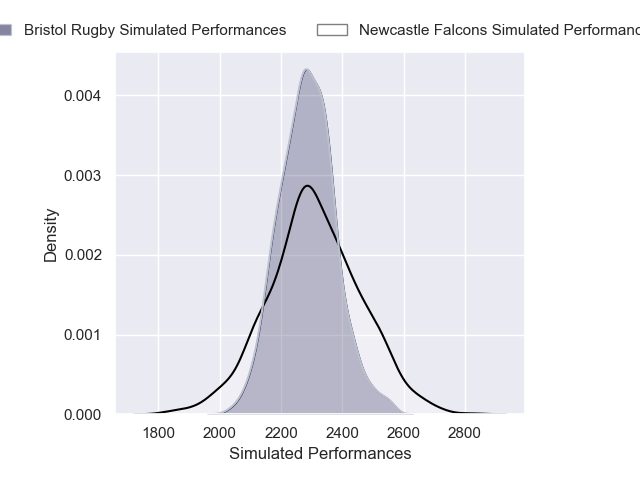 Bristol Rugby Simulated Performances
Newcastle Falcons Simulated
0.004
0.003
0.002
0.001
0.000
Density
1800 2000 2200 2400 2600 2800
Simulated Performances